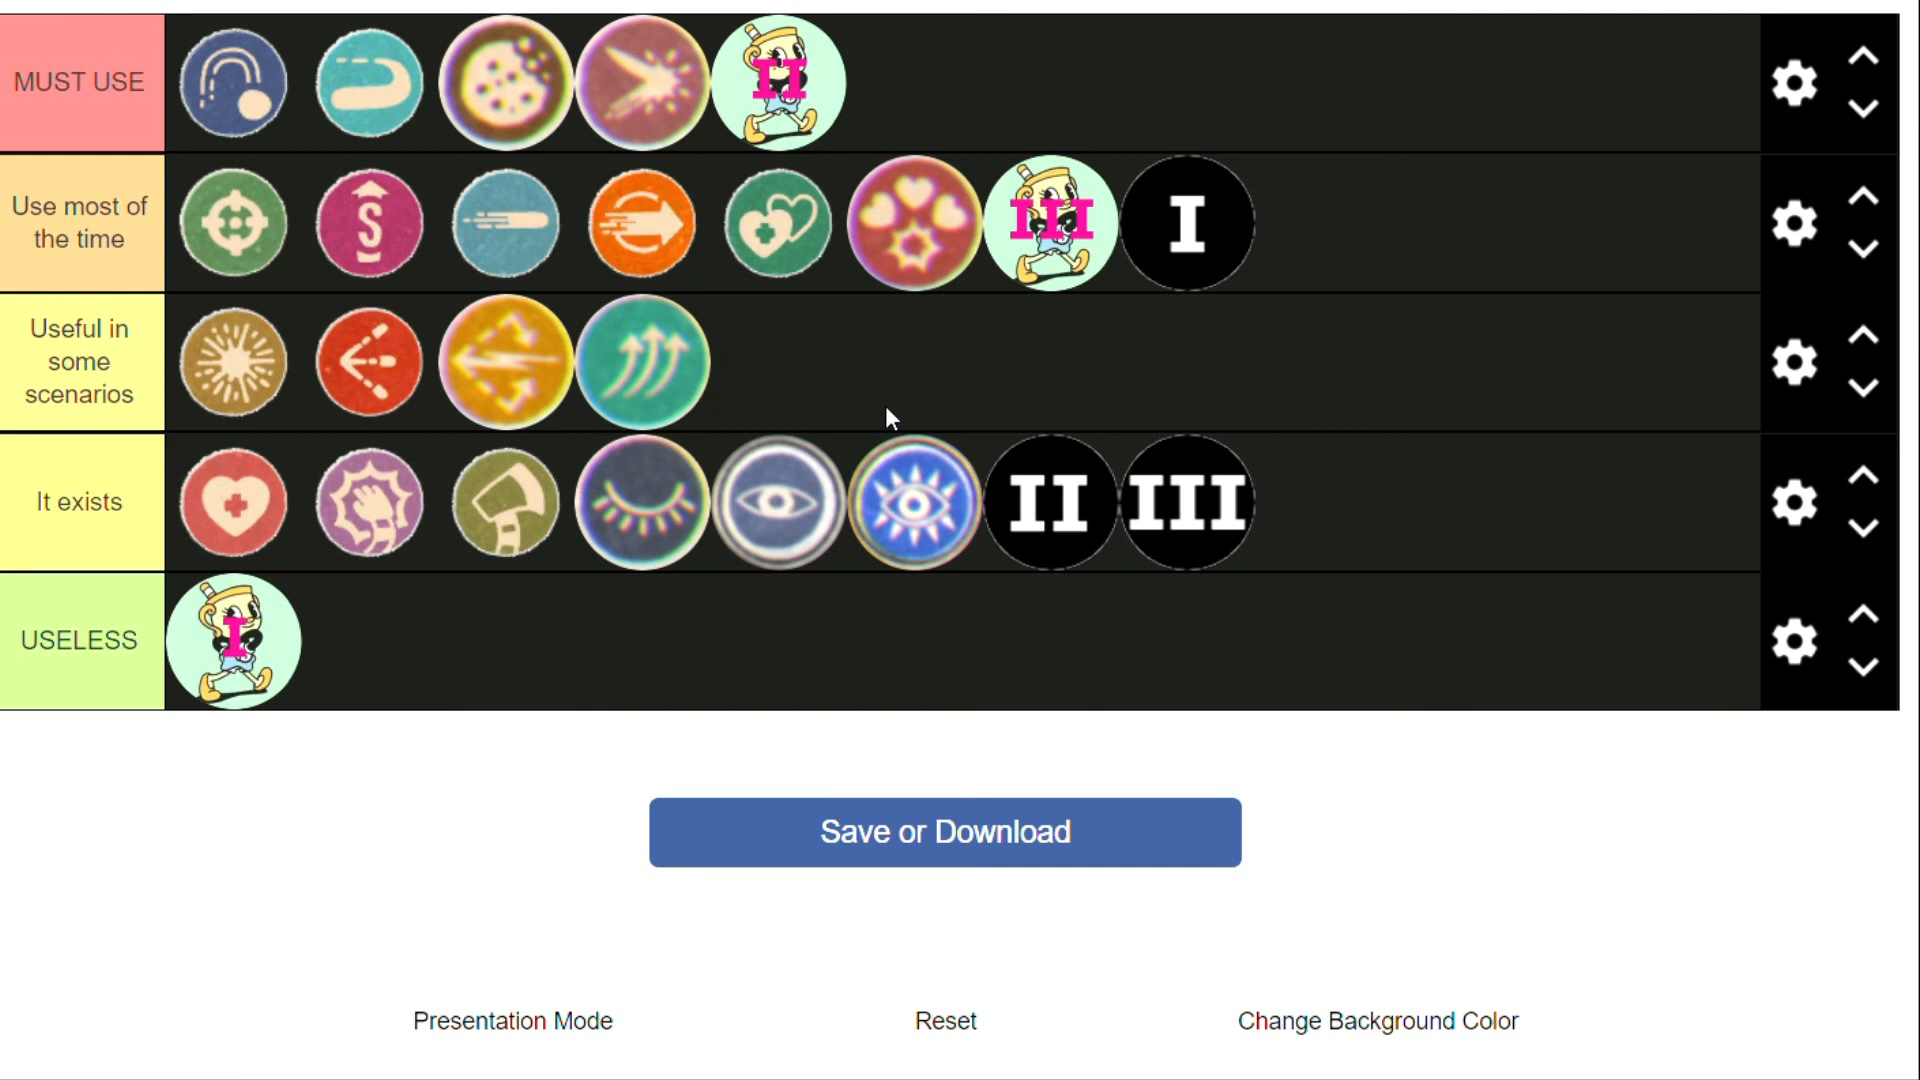 MUST USE
II
Use most of
the time
S
III
I
Useful in
some
scenarios
It exists
II
III
USELESS
I
Save or Download
Presentation Mode
Reset
Change Background Color